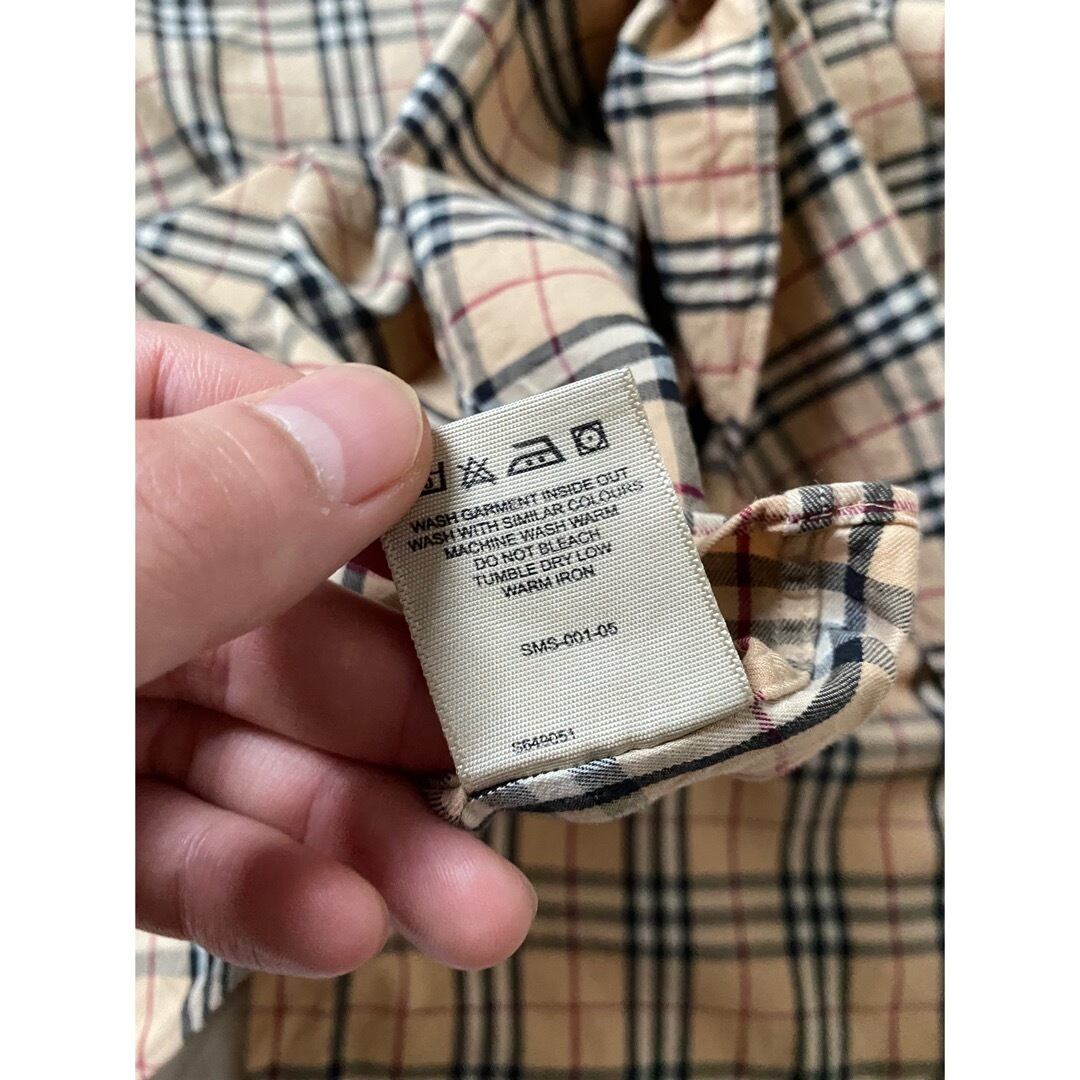 WASH GARMENT INSIDE OUT
WASH WITH SIMILAR COLOURS
MACHINE WASH WARM
DO NOT BLEACH
TUMBLE DRY LOW
WARM IRON
SMS-001-05
S649051